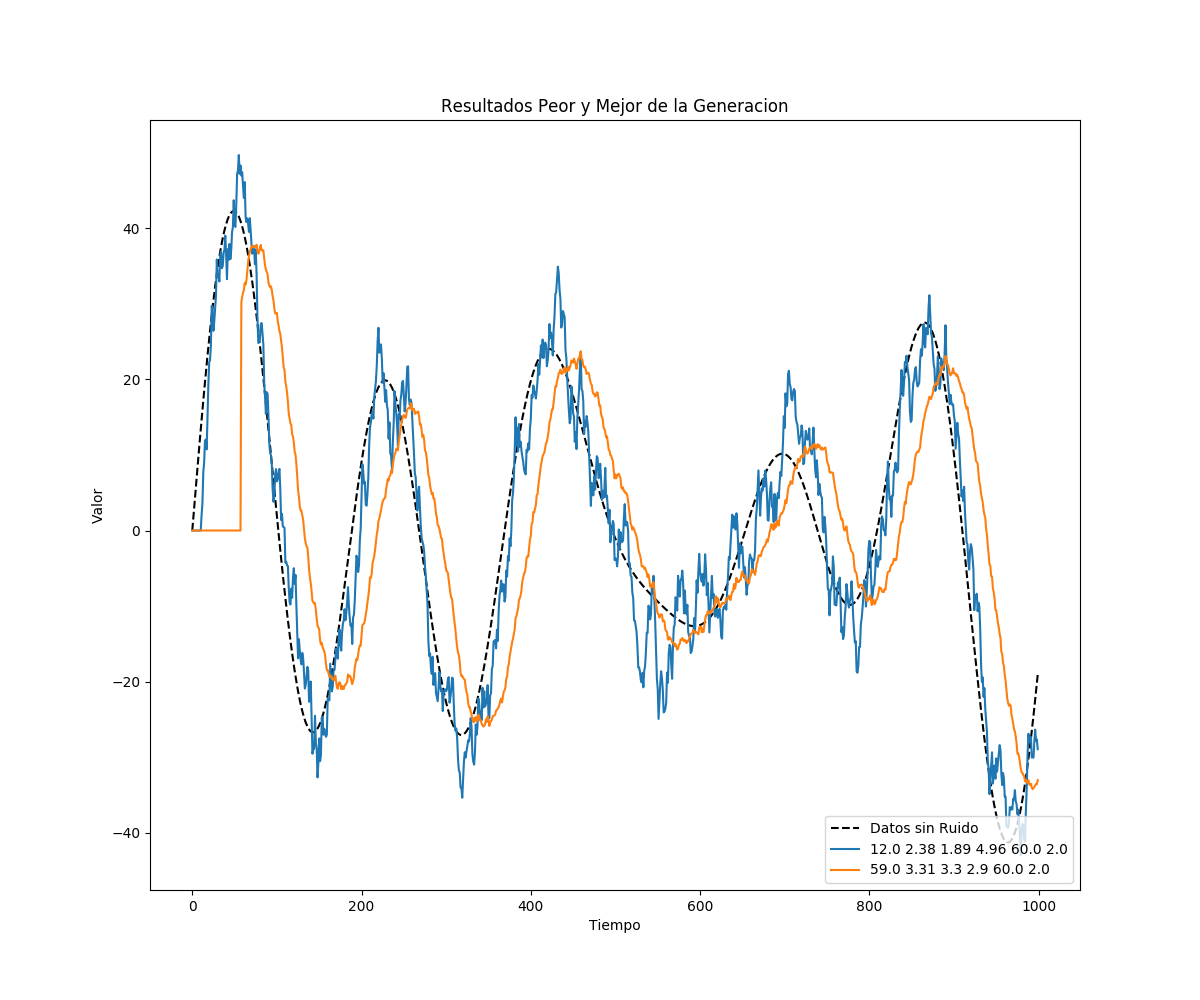 Resultados Peor y Mejor de la Generacion
Valor
40
20
0
−20
−40
0 200 400 600 800 1000
Tiempo
Datos sin Ruido
12.0 2.38 1.89 4.96 60.0 2.0
59.0 3.31 3.3 2.9 60.0 2.0